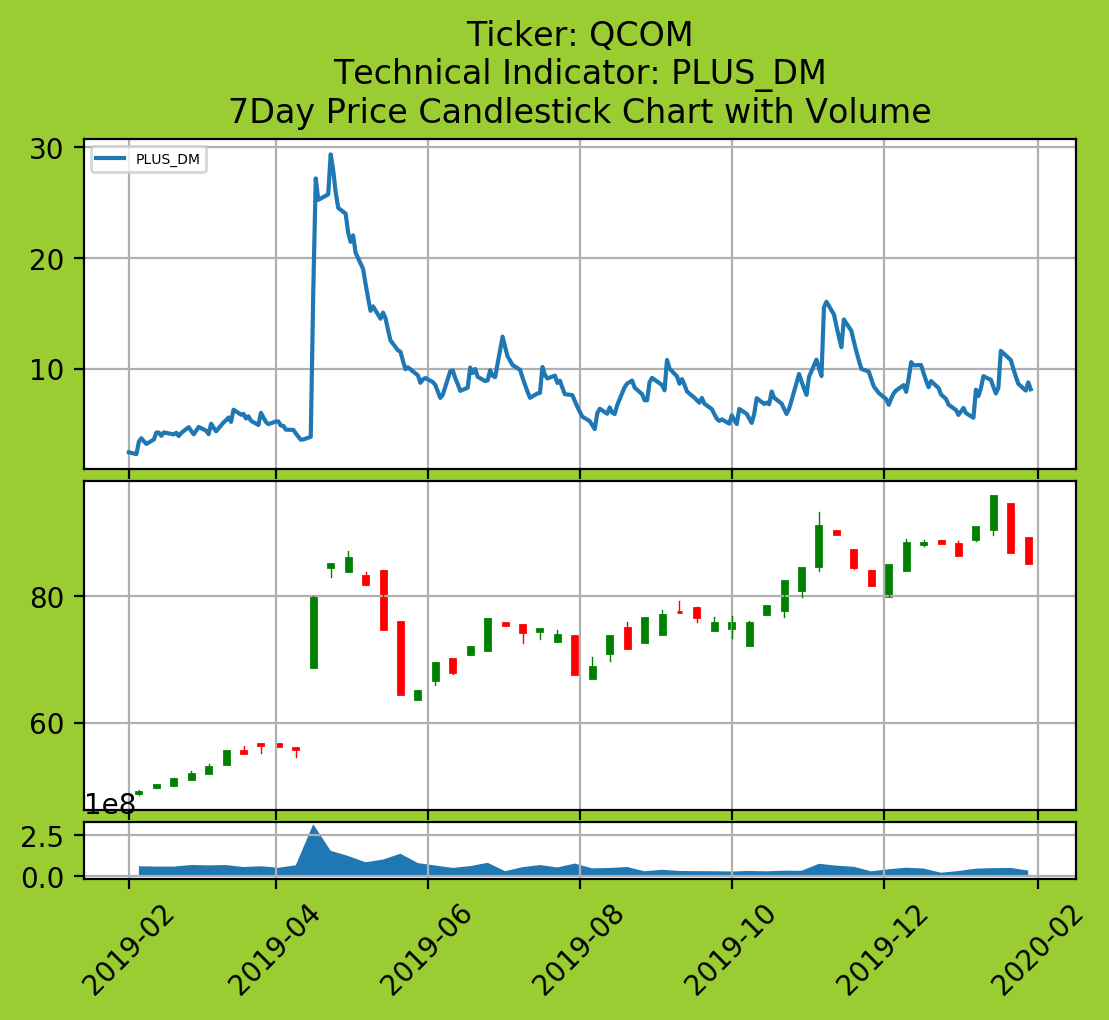 Ticker: QCOM
Technical Indicator: PLUS_DM
7Day Price Candlestick Chart with Volume
30
PLUS_DM
20
10
80
60
1e8
2.5
0.0
2019-02
2019-04
2019-06
2019-08
2019-10
2019-12
2020-02